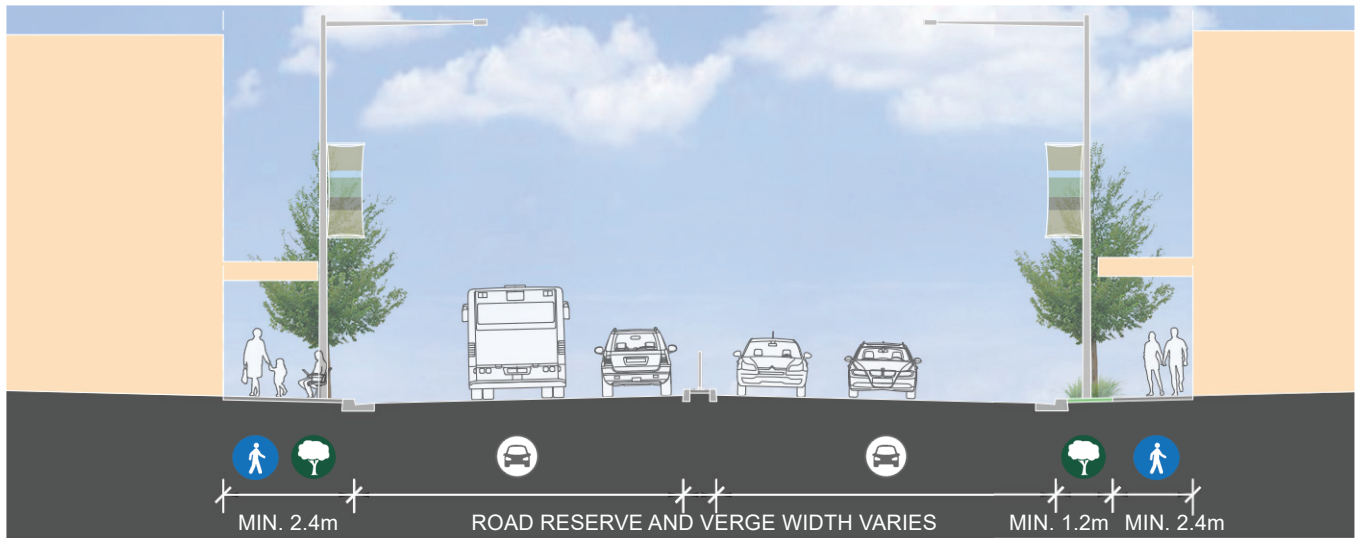 MIN. 2.4m ROAD RESERVE AND VERGE WIDTH VARIES MIN. 1.2m MIN. 2.4m